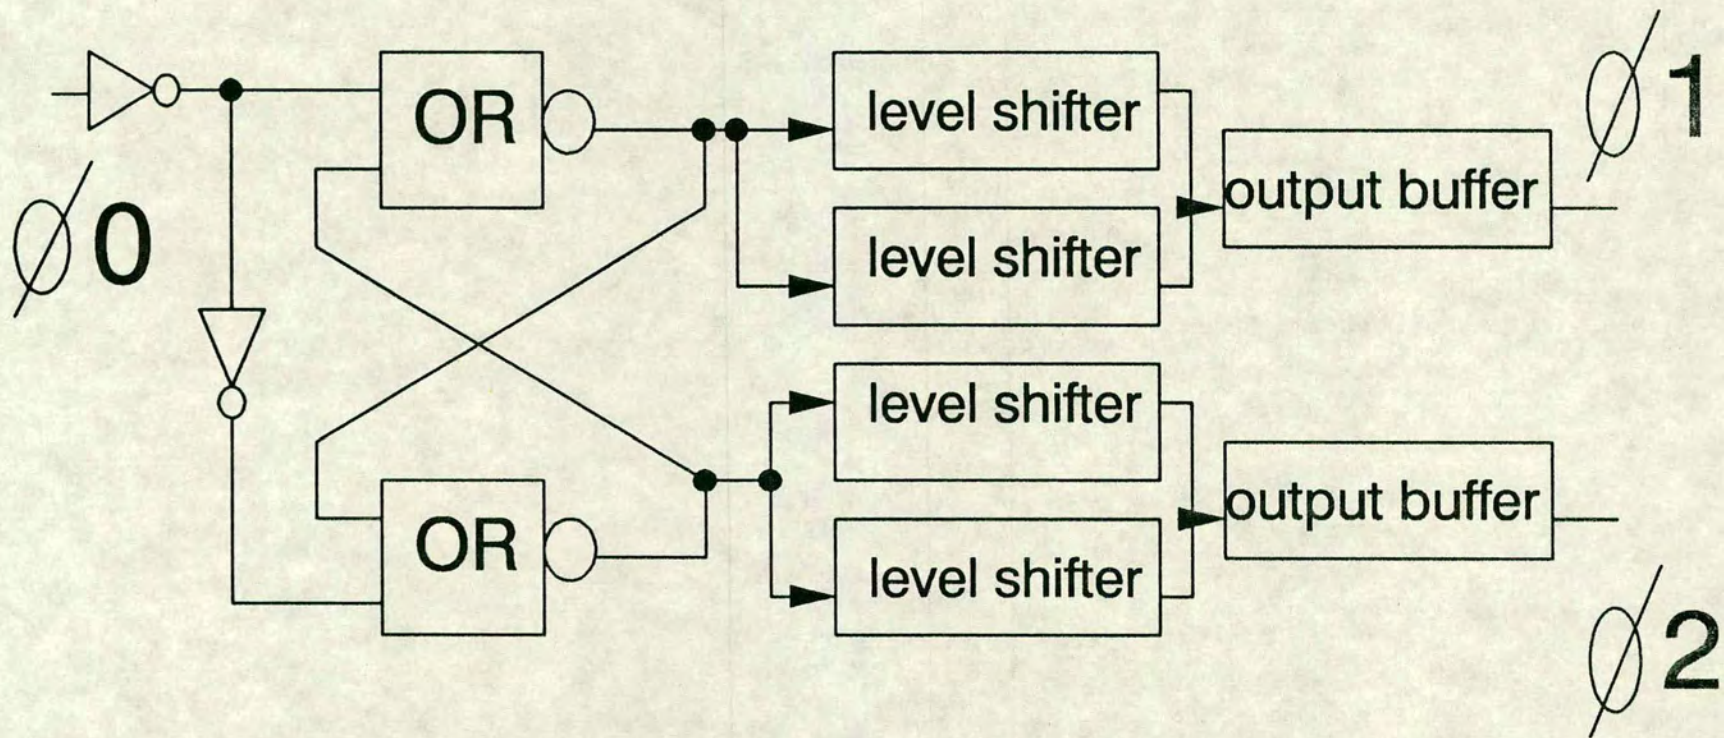 OR
level shifter
ø1
output buffer
level shifter
ø0
level shifter
output buffer
OR
level shifter
ø2